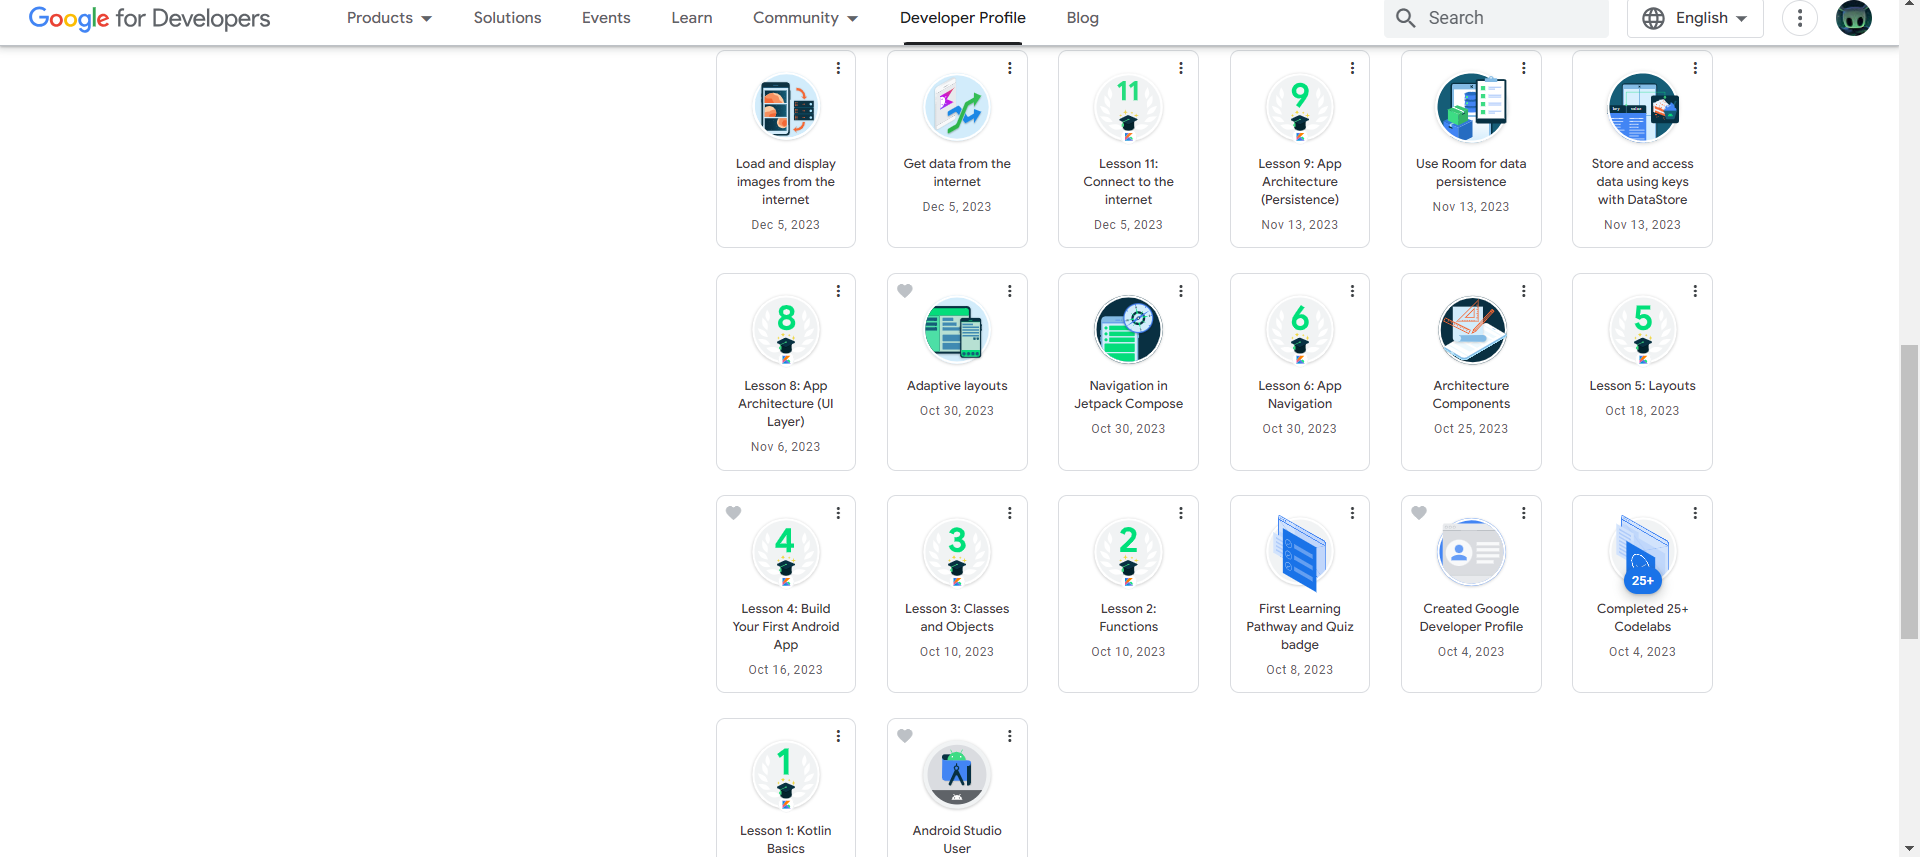 Google for Developers
Products
Solutions
Events
Learn
Community
Developer Profile
Blog
Search
English
Load and display
images from the
internet
Dec 5, 2023
Get data from the
internet
Dec 5, 2023
11
Lesson 11:
Connect to the
internet
Dec 5, 2023
9
Lesson 9: App
Architecture
(Persistence)
Nov 13, 2023
Use Room for data
persistence
Nov 13, 2023
key value
Store and access
data using keys
with DataStore
Nov 13, 2023
8
Lesson 8: App
Architecture (UI
Layer)
Nov 6, 2023
Adaptive layouts
Oct 30, 2023
Navigation in
Jetpack Compose
Oct 30, 2023
6
Lesson 6: App
Navigation
Oct 30, 2023
Architecture
Components
Oct 25, 2023
5
Lesson 5: Layouts
Oct 18, 2023
4
Lesson 4: Build
Your First Android
App
Oct 16, 2023
3
Lesson 3: Classes
and Objects
Oct 10, 2023
2
Lesson 2:
Functions
Oct 10, 2023
First Learning
Pathway and Quiz
badge
Oct 8, 2023
Created Google
Developer Profile
Oct 4, 2023
25+
Completed 25+
Codelabs
Oct 4, 2023
1
Lesson 1: Kotlin
Basics
Android Studio
User